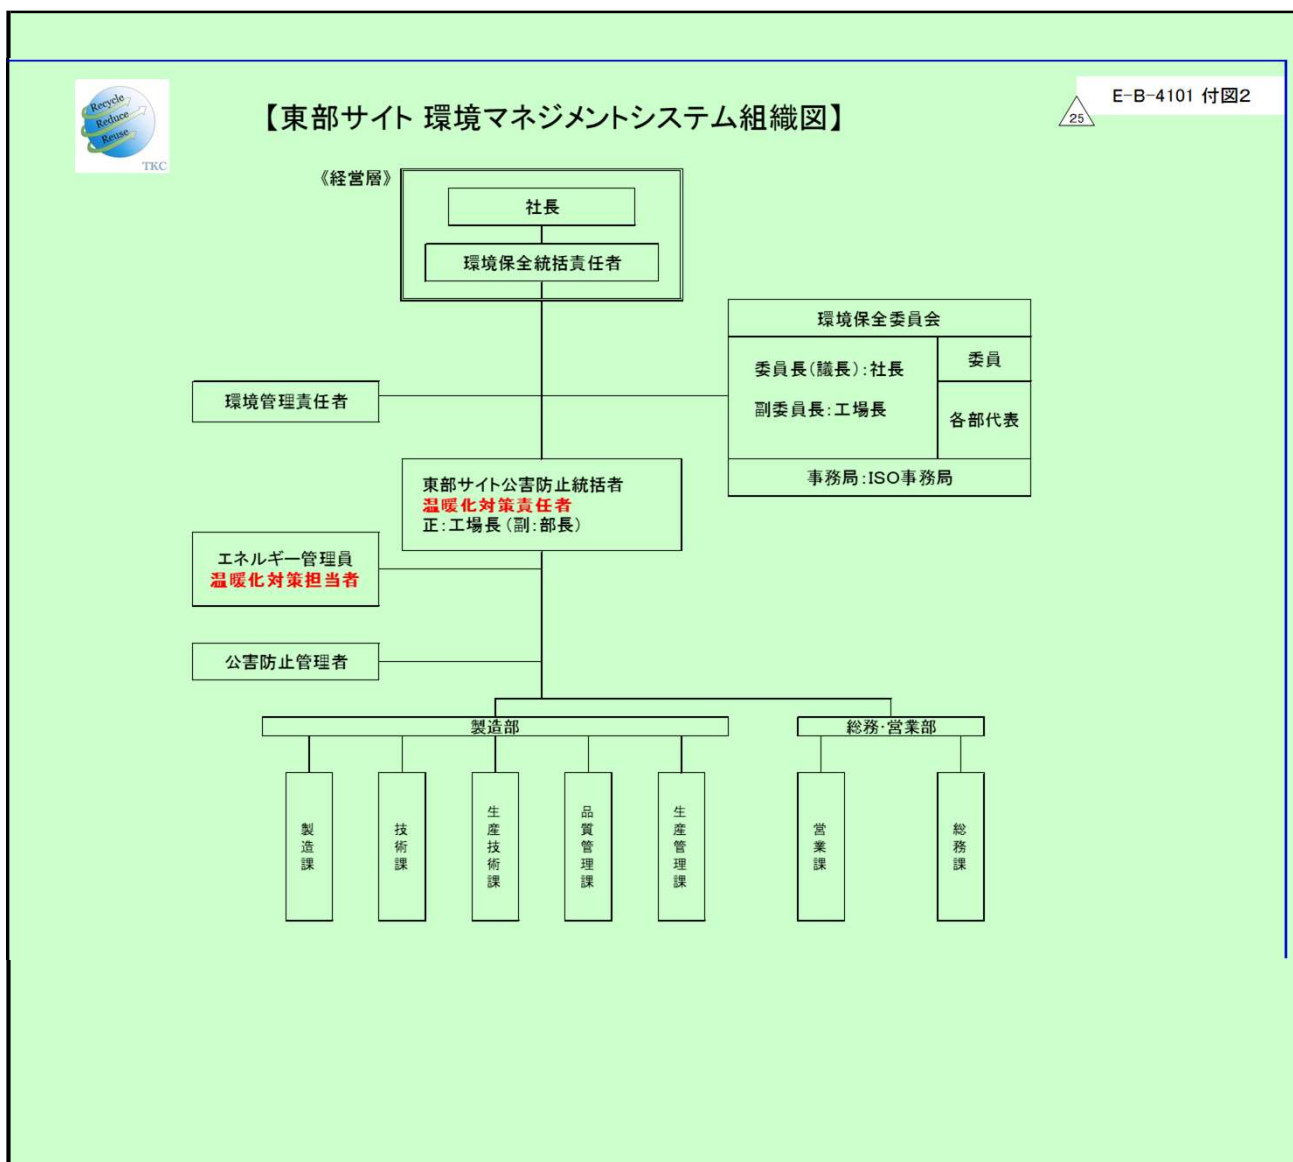 Recycle
Reduce
Reuse
TKC
【東部サイト 環境マネジメントシステム組織図】
25
E-B-4101 付図2
《経営層》
社長
環境保全統括責任者
環境保全委員会
委員長(議長):社長
副委員長:工場長
委員
各部代表
事務局:ISO事務局
環境管理責任者
東部サイト公害防止統括者
温暖化対策責任者
正:工場長(副:部長)
エネルギー管理員
温暖化対策担当者
公害防止管理者
製造部
総務・営業部
製造課
技術課
生産技術課
品質管理課
生産管理課
営業課
総務課